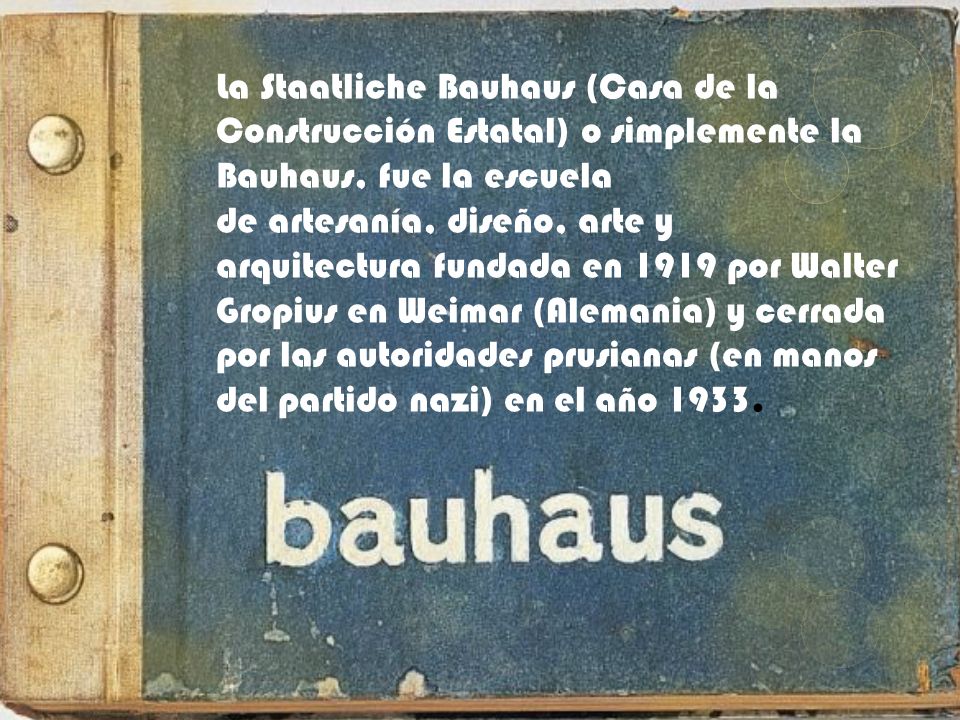 La Staatliche Bauhaus (Casa de la
Construcción Estatal) o simplemente la
Bauhaus, fue la escuela
de artesanía, diseño, arte y
arquitectura fundada en 1919 por Walter
Gropius en Weimar (Alemania) y cerrada
por las autoridades prusianas (en manos
del partido nazi) en el año 1933.
bauhaus